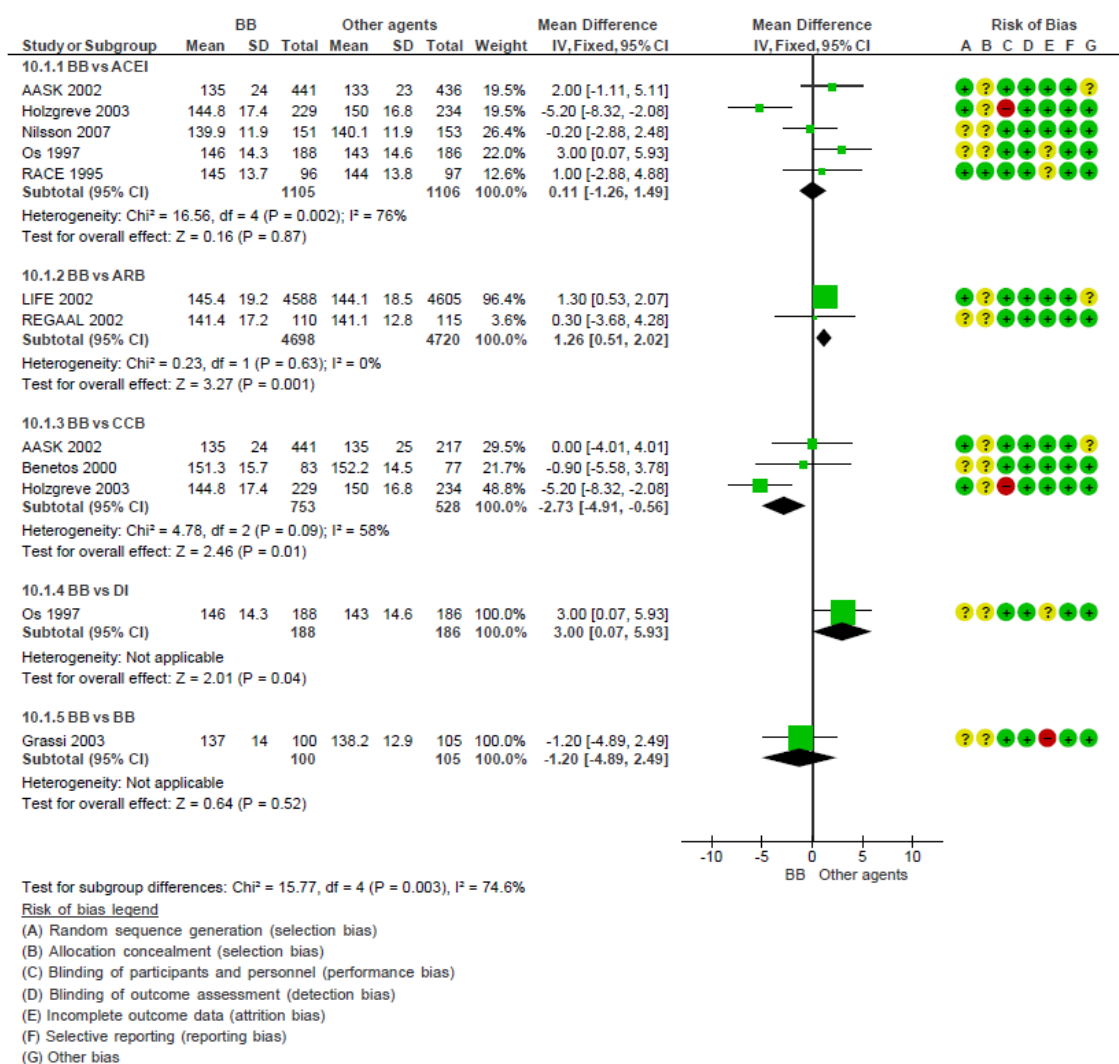 BB Other agents Mean Difference Mean Difference Risk of Bias
Study or Subgroup Mean SD Total Mean SD Total Weight IV, Fixed, 95% CI IV, Fixed, 95% CI A B C D E F G
10.1.1 BB vs ACEI
AASK 2002 135 24 441 133 23 436 19.5% 2.00 [-1.11, 5.11] + ? + + + + ?
Holzgreve 2003 144.8 17.4 229 150 16.8 234 19.5% -5.20 [-8.32, -2.08] + ? − + + + +
Nilsson 2007 139.9 11.9 151 140.1 11.9 153 26.4% -0.20 [-2.88, 2.48] ? ? + + + + +
Os 1997 146 14.3 188 143 14.6 186 22.0% 3.00 [0.07, 5.93] ? ? + + ? + +
RACE 1995 145 13.7 96 144 13.8 97 12.6% 1.00 [-2.88, 4.88] + + + + ? + +
Subtotal (95% CI) 1105 1106 100.0% 0.11 [-1.26, 1.49]
Heterogeneity: Chi² = 16.56, df = 4 (P = 0.002); I² = 76%
Test for overall effect: Z = 0.16 (P = 0.87)
10.1.2 BB vs ARB
LIFE 2002 145.4 19.2 4588 144.1 18.5 4605 96.4% 1.30 [0.53, 2.07] + ? + + + + ?
REGAAL 2002 141.4 17.2 110 141.1 12.8 115 3.6% 0.30 [-3.68, 4.28] ? ? + + + + +
Subtotal (95% CI) 4698 4720 100.0% 1.26 [0.51, 2.02]
Heterogeneity: Chi² = 0.23, df = 1 (P = 0.63); I² = 0%
Test for overall effect: Z = 3.27 (P = 0.001)
10.1.3 BB vs CCB
AASK 2002 135 24 441 135 25 217 29.5% 0.00 [-4.01, 4.01] + ? + + + + ?
Benetos 2000 151.3 15.7 83 152.2 14.5 77 21.7% -0.90 [-5.58, 3.78] ? ? + + + + +
Holzgreve 2003 144.8 17.4 229 150 16.8 234 48.8% -5.20 [-8.32, -2.08] + ? − + + + +
Subtotal (95% CI) 753 528 100.0% -2.73 [-4.91, -0.56]
Heterogeneity: Chi² = 4.78, df = 2 (P = 0.09); I² = 58%
Test for overall effect: Z = 2.46 (P = 0.01)
10.1.4 BB vs DI
Os 1997 146 14.3 188 143 14.6 186 100.0% 3.00 [0.07, 5.93] ? ? + + ? + +
Subtotal (95% CI) 188 186 100.0% 3.00 [0.07, 5.93]
Heterogeneity: Not applicable
Test for overall effect: Z = 2.01 (P = 0.04)
10.1.5 BB vs BB
Grassi 2003 137 14 100 138.2 12.9 105 100.0% -1.20 [-4.89, 2.49] ? ? + + − + +
Subtotal (95% CI) 100 105 100.0% -1.20 [-4.89, 2.49]
Heterogeneity: Not applicable
Test for overall effect: Z = 0.64 (P = 0.52)
-10 -5 0 5 10
BB Other agents
Test for subgroup differences: Chi² = 15.77, df = 4 (P = 0.003), I² = 74.6%
Risk of bias legend
(A) Random sequence generation (selection bias)
(B) Allocation concealment (selection bias)
(C) Blinding of participants and personnel (performance bias)
(D) Blinding of outcome assessment (detection bias)
(E) Incomplete outcome data (attrition bias)
(F) Selective reporting (reporting bias)
(G) Other bias